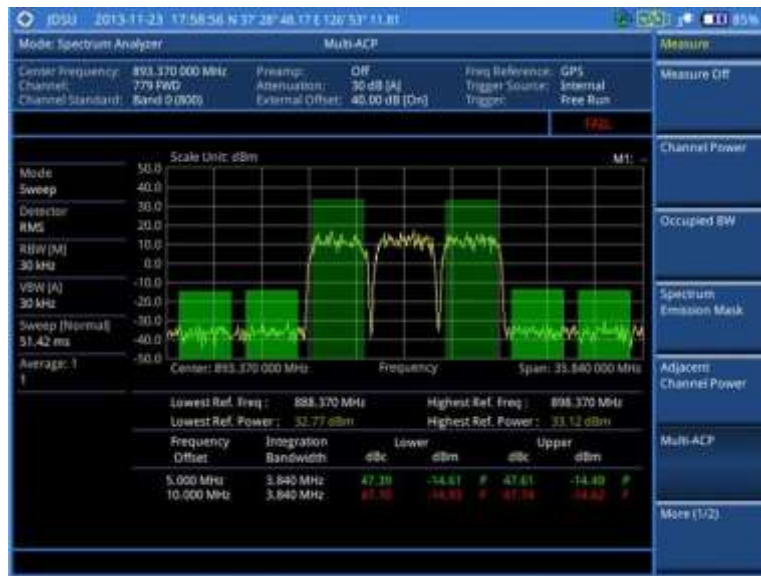 JDSU 2013-11-23 17:58:56 N 37° 28' 48.17 E 126° 53' 11.81 85%
Mode: Spectrum Analyzer Multi-ACP Measure
Center Frequency: 893.370 000 MHz Preamp: Off Freq Reference: GPS
Channel: 779 FWD Attenuation: 30 dB [A] Trigger Source: Internal
Channel Standard: Band 0 (800) External Offset: 40.00 dB [On] Trigger: Free Run
Measure Off
FAIL
Scale Unit: dBm M1: --
Channel Power
50.0
Mode
Sweep
40.0
Detector
RMS
30.0
20.0
Occupied BW
RBW [M]
30 kHz
10.0
0.0
VBW [A]
30 kHz
-10.0
-20.0
Spectrum
Emission Mask
Sweep [Normal]
51.42 ms
-30.0
-40.0
Average: 1
1
-50.0
Center: 893.370 000 MHz Frequency Span: 33.840 000 MHz
Adjacent
Channel Power
Lowest Ref. Freq : 888.370 MHz Highest Ref. Freq : 898.370 MHz
Lowest Ref. Power : 32.77 dBm Highest Ref. Power : 33.12 dBm
Frequency Integration Lower Upper
Offset Bandwidth dBc dBm dBc dBm
Multi-ACP
5.000 MHz 3.840 MHz 47.39 -14.61 P 47.61 -14.49 P
10.000 MHz 3.840 MHz
More (1/2)